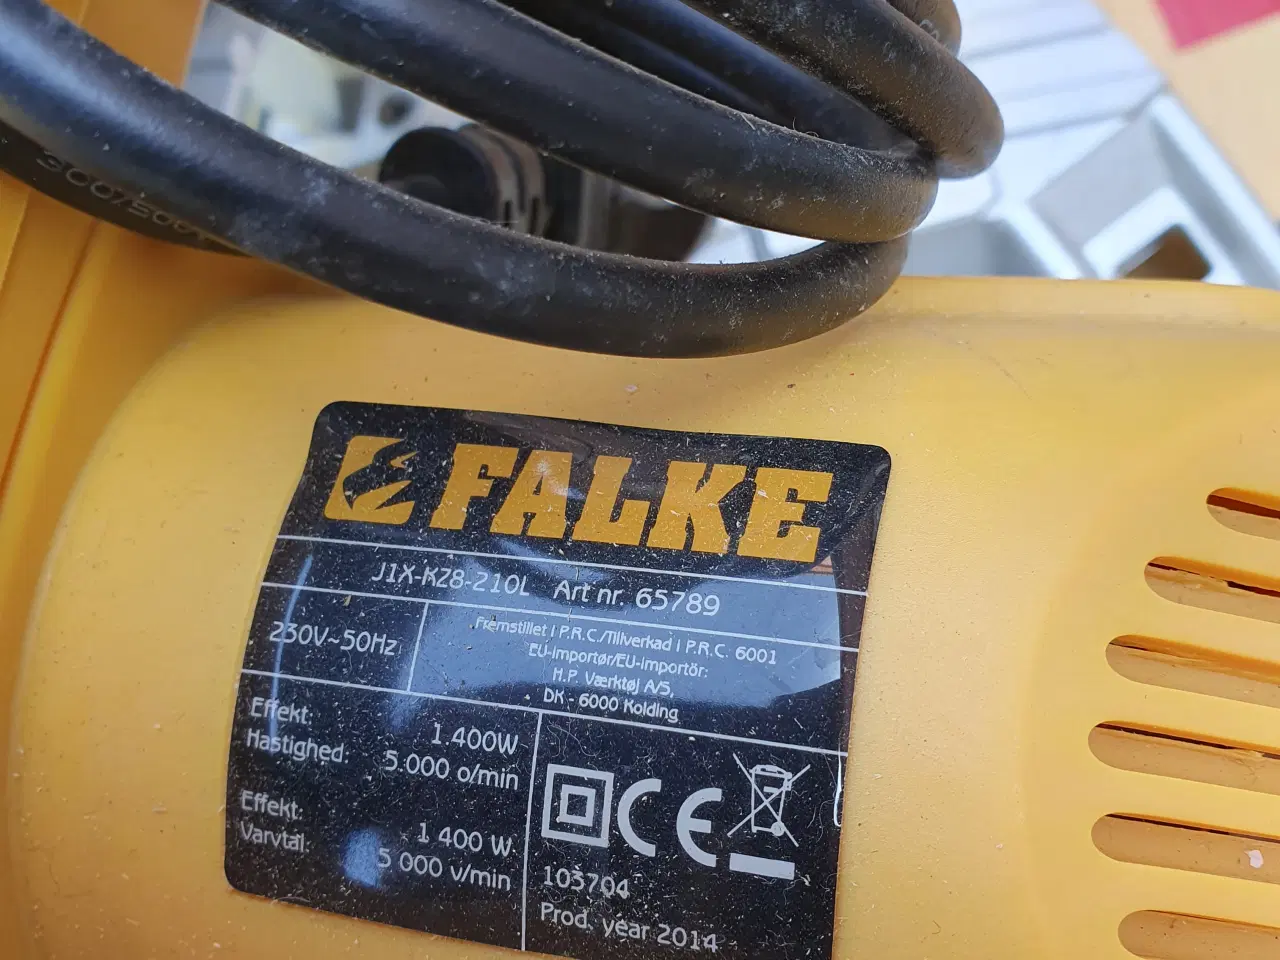 300/500V
FALKE
J1X-KZ8-210L Art nr. 65789
230V~50Hz
Fremstillet i P.R.C./Tillverkad i P.R.C. 6001
EU-importør/EU-importör:
H.P. Værktøj A/S,
DK - 6000 Kolding
Effekt: 1.400W
Hastighed: 5.000 o/min
Effekt: 1 400 W
Varvtal: 5 000 v/min
CE
103704
Prod. year 2014